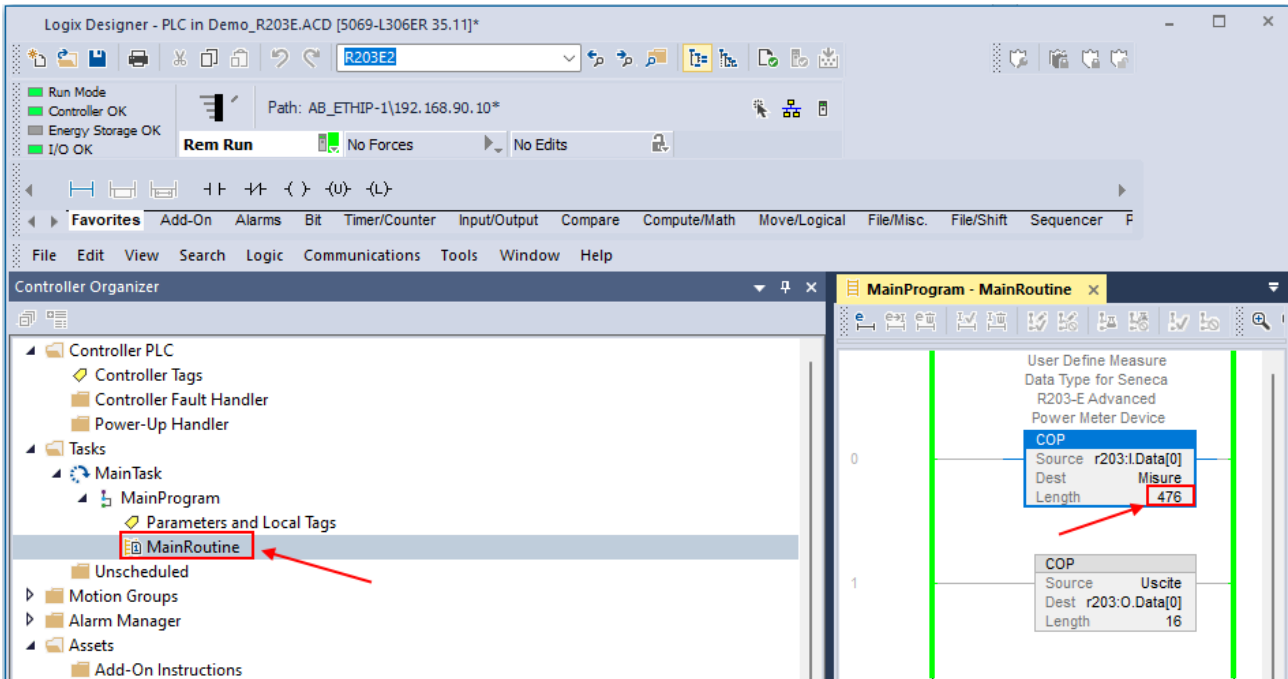 Logix Designer - PLC in Demo_R203E.ACD [5069-L306ER 35.11]*
R203E2
Run Mode
Controller OK
Energy Storage OK
I/O OK
Path: AB_ETHIP-1\192.168.90.10*
Rem Run
No Forces
No Edits
Favorites Add-On Alarms Bit Timer/Counter Input/Output Compare Compute/Math Move/Logical File/Misc. File/Shift Sequencer
File Edit View Search Logic Communications Tools Window Help
Controller Organizer
Controller PLC
Controller Tags
Controller Fault Handler
Power-Up Handler
Tasks
MainTask
MainProgram
Parameters and Local Tags
MainRoutine
Unscheduled
Motion Groups
Alarm Manager
Assets
Add-On Instructions
MainProgram - MainRoutine
User Define Measure
Data Type for Seneca
R203-E Advanced
Power Meter Device
0
COP
Source r203:I.Data[0]
Dest Misure
Length 476
1
COP
Source Uscite
Dest r203:O.Data[0]
Length 16